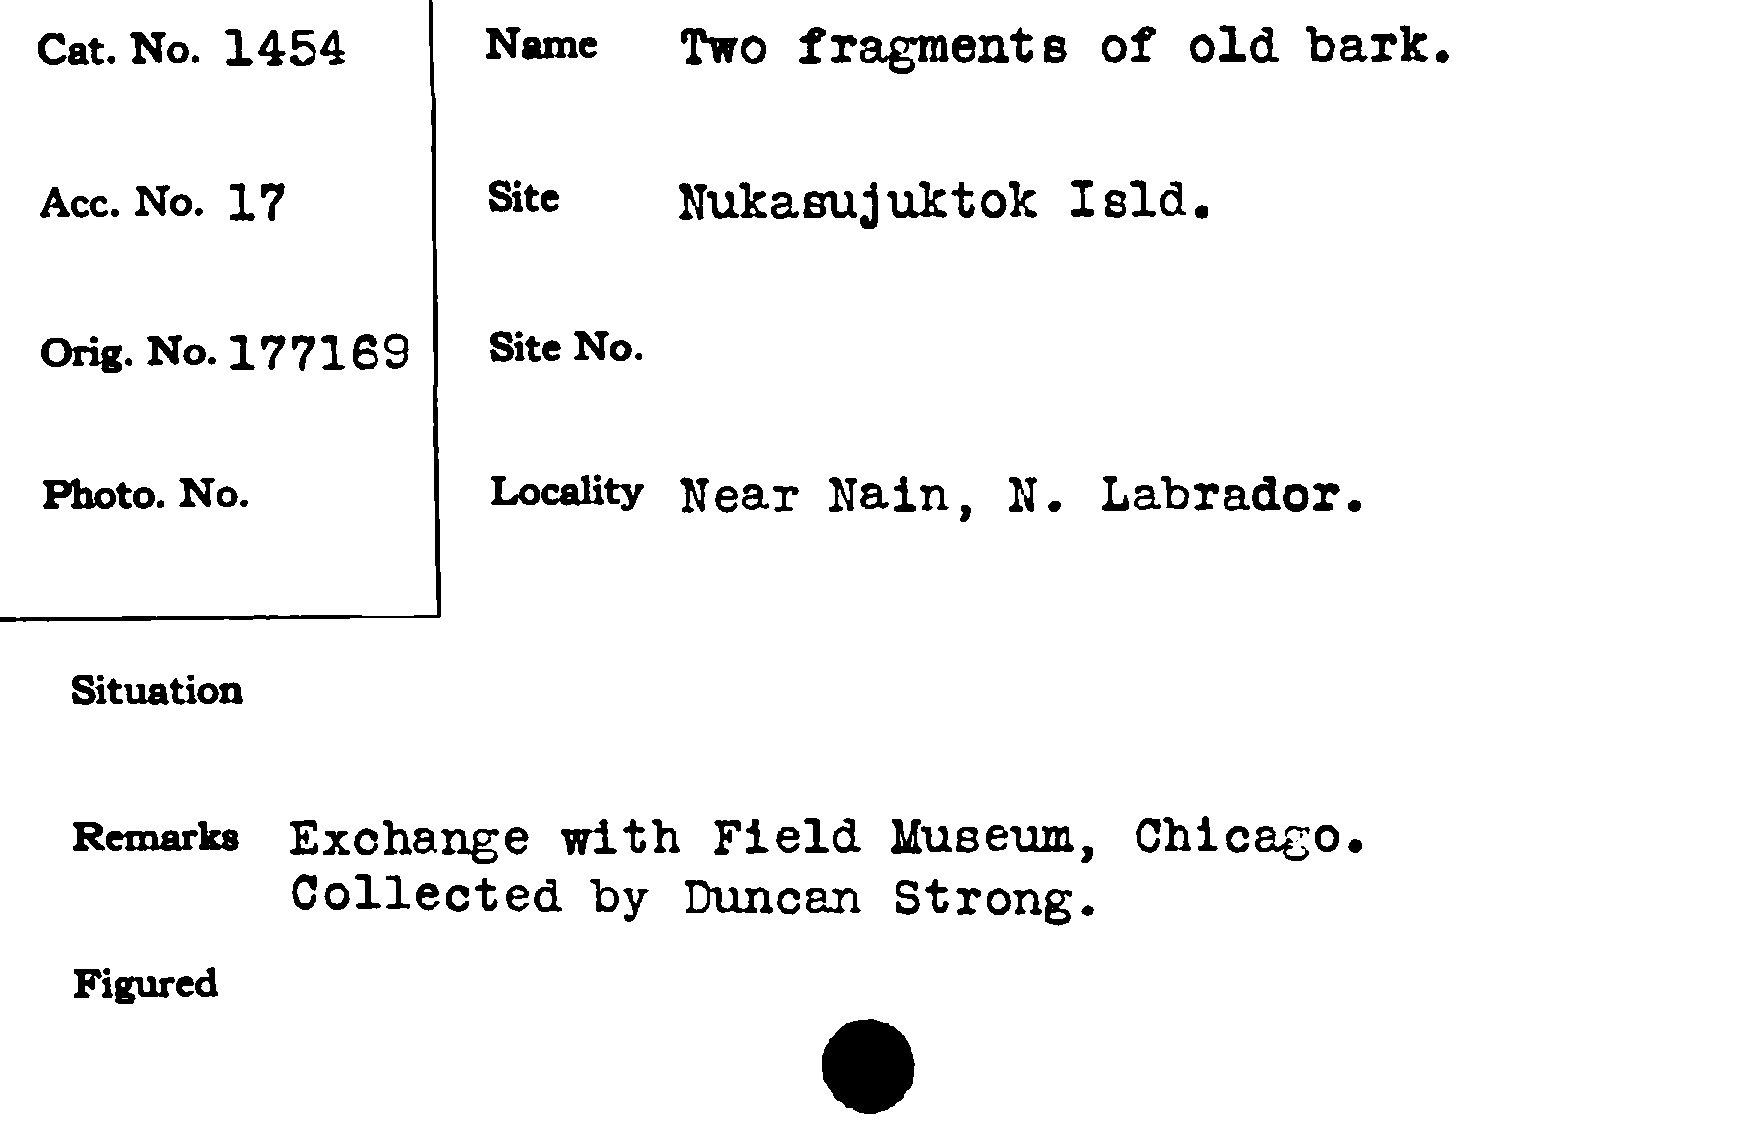 Cat. No. 1454
Name Two fragments of old bark.
Acc. No. 17
Site Nukasujuktok Isld.
Orig. No. 177169
Site No.
Photo. No.
Locality Near Nain, N. Labrador.
Situation
Remarks Exchange with Field Museum, Chicago.
Collected by Duncan Strong.
Figured